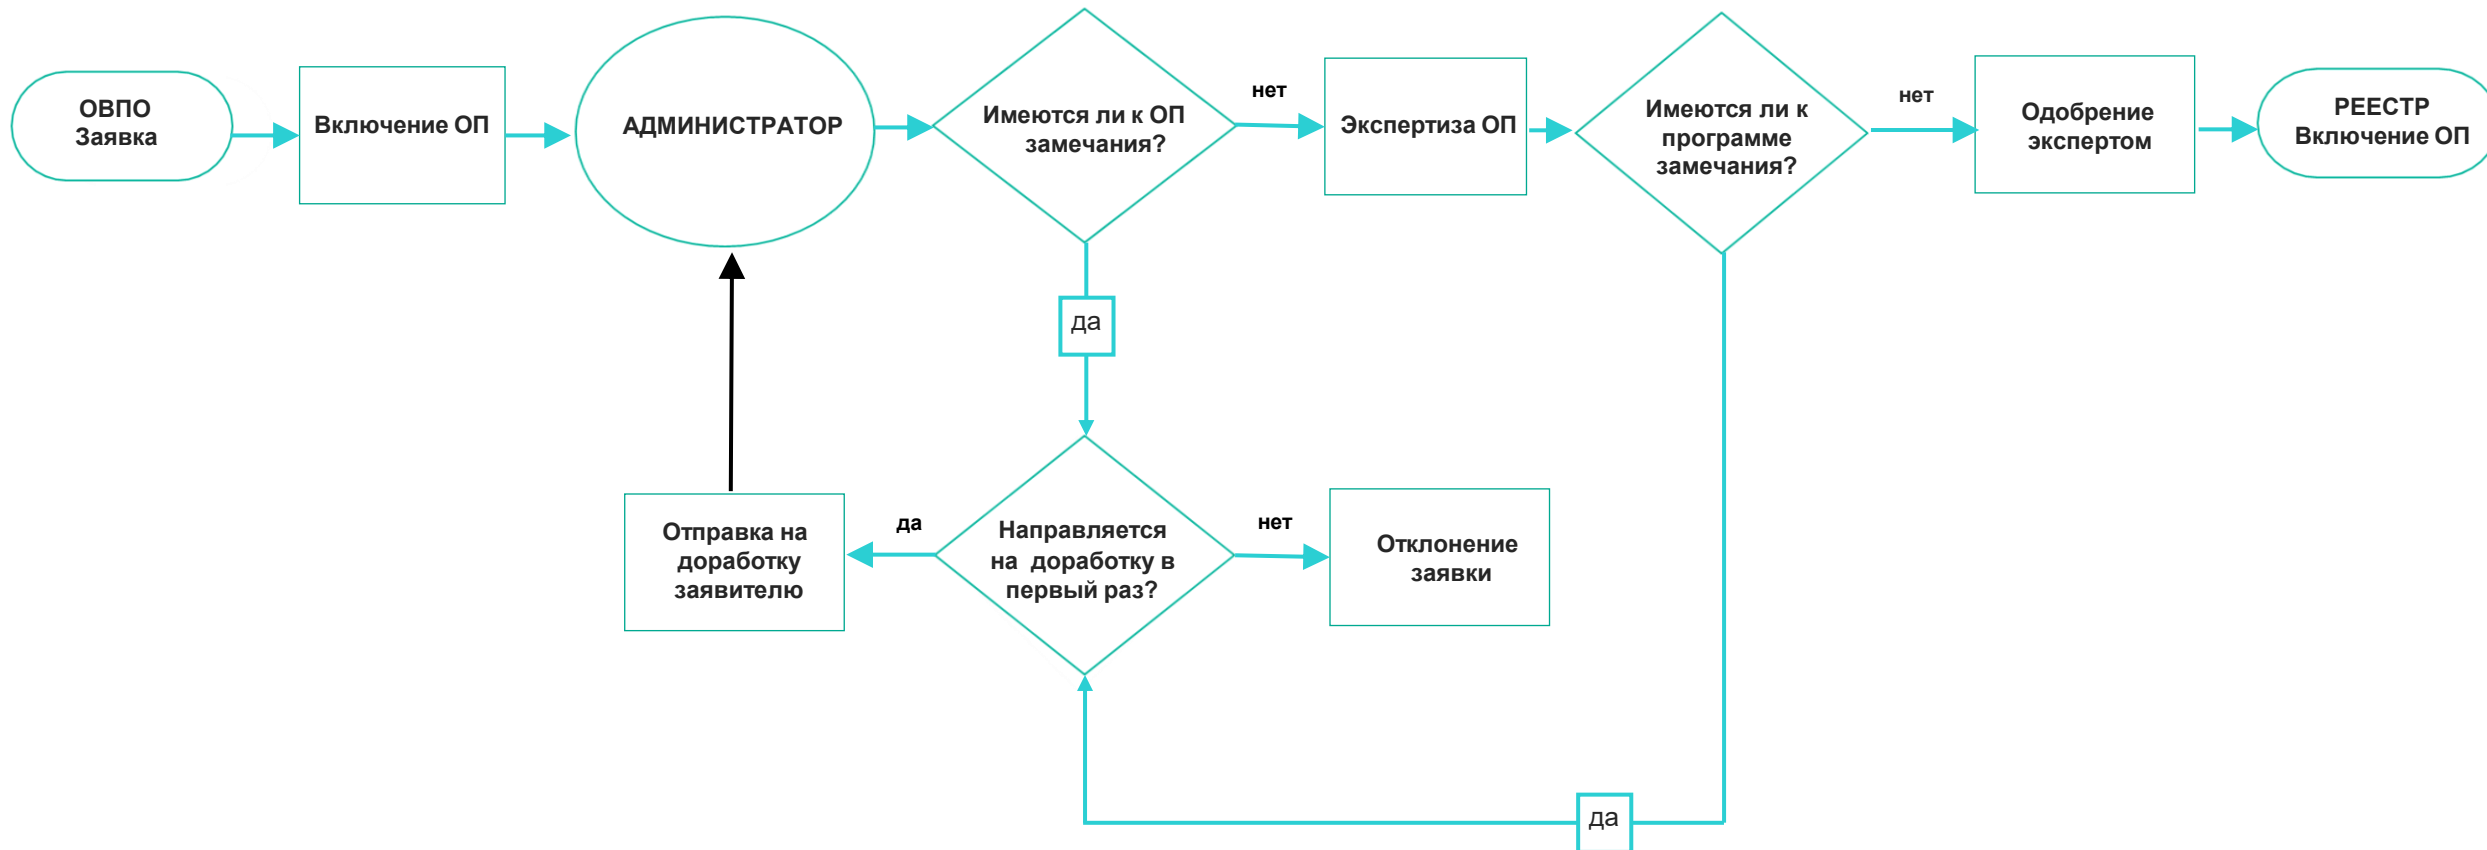 ОВПО
Заявка
Включение ОП
АДМИНИСТРАТОР
Имеются ли к ОП
замечания?
нет
Экспертиза ОП
Имеются ли к
программе
замечания?
нет
Одобрение
экспертом
РЕЕСТР
Включение ОП
да
Отправка на
доработку
заявителю
да
Направляется
на доработку в
первый раз?
нет
Отклонение
заявки
да